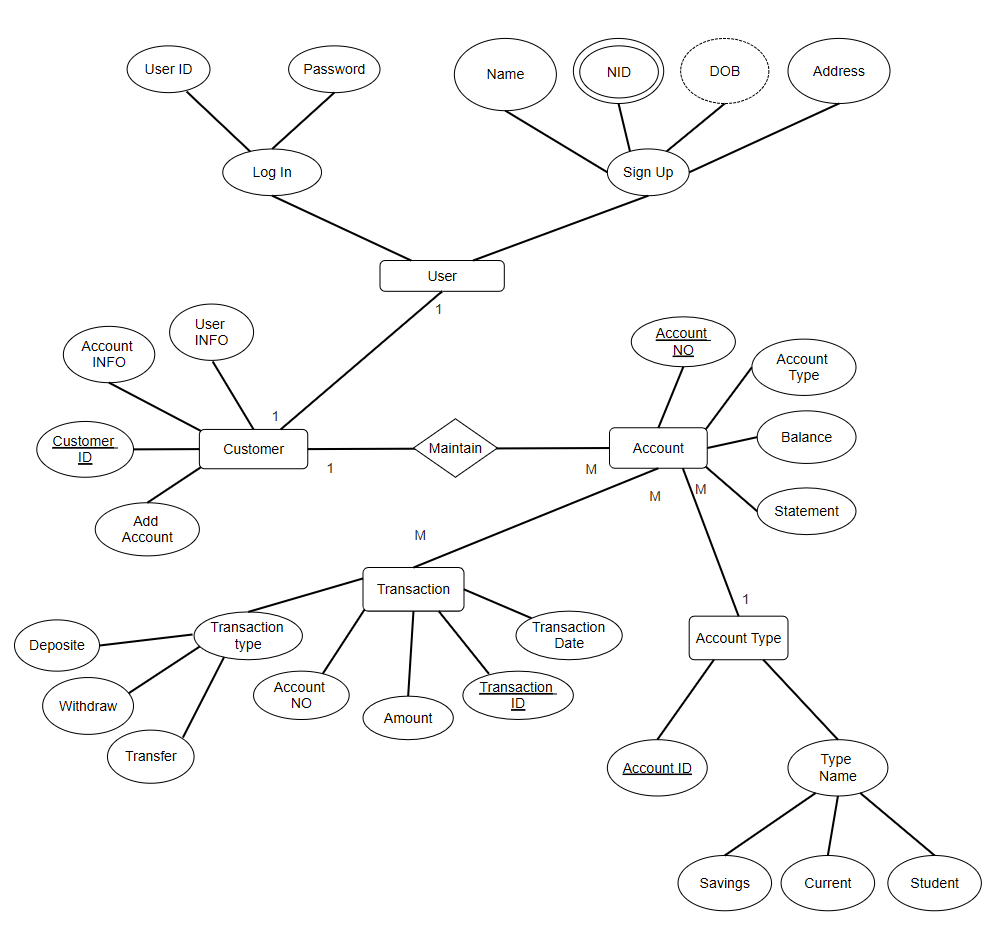 User ID
Password
Name
NID
DOB
Address
Log In
Sign Up
User
1
User
INFO
Account
INFO
Account
NO
Account
Type
1
Customer
ID
Customer
1
Maintain
M
Account
Balance
M
M
Statement
Add
Account
M
Transaction
1
Transaction
type
Transaction
Date
Account Type
Deposite
Withdraw
Transfer
Account
NO
Amount
Transaction
ID
Account ID
Type
Name
Savings
Current
Student